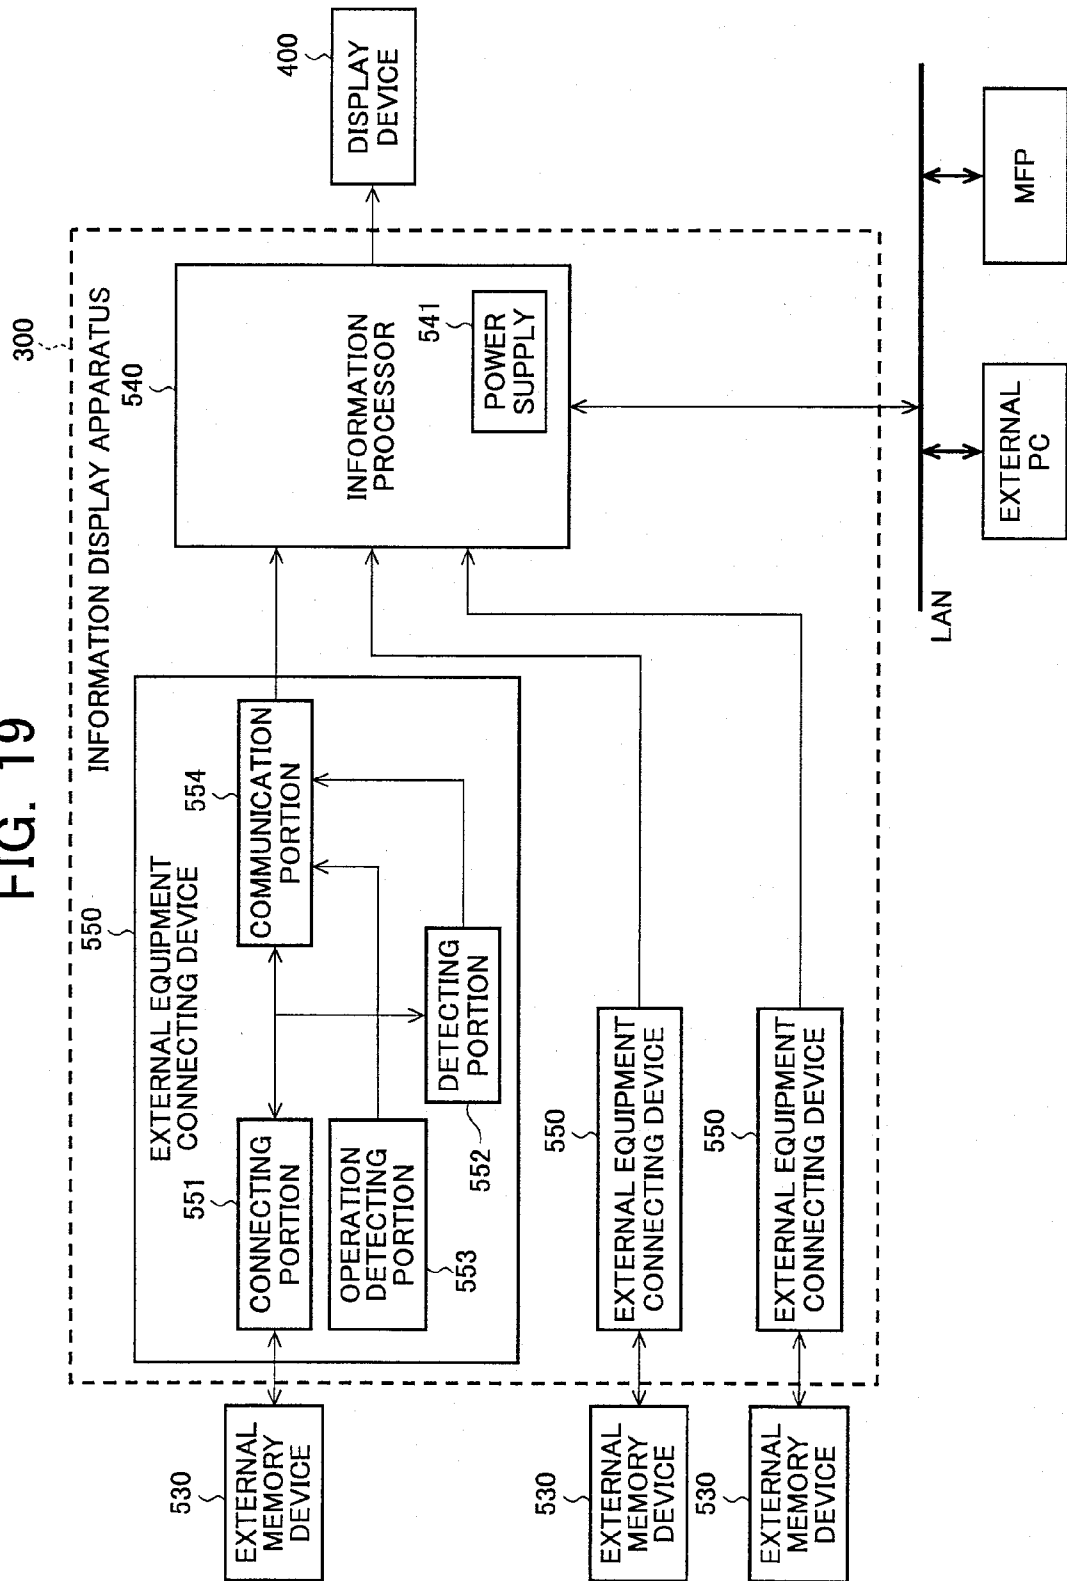 FIG. 19
300
INFORMATION DISPLAY APPARATUS
550
EXTERNAL EQUIPMENT
CONNECTING DEVICE
551
CONNECTING
PORTION
554
COMMUNICATION
PORTION
OPERATION
DETECTING
PORTION
553
DETECTING
PORTION
552
540
INFORMATION
PROCESSOR
541
POWER
SUPPLY
400
DISPLAY
DEVICE
530
EXTERNAL
MEMORY
DEVICE
550
EXTERNAL EQUIPMENT
CONNECTING DEVICE
530
EXTERNAL
MEMORY
DEVICE
550
EXTERNAL EQUIPMENT
CONNECTING DEVICE
530
EXTERNAL
MEMORY
DEVICE
LAN
EXTERNAL
PC
MFP